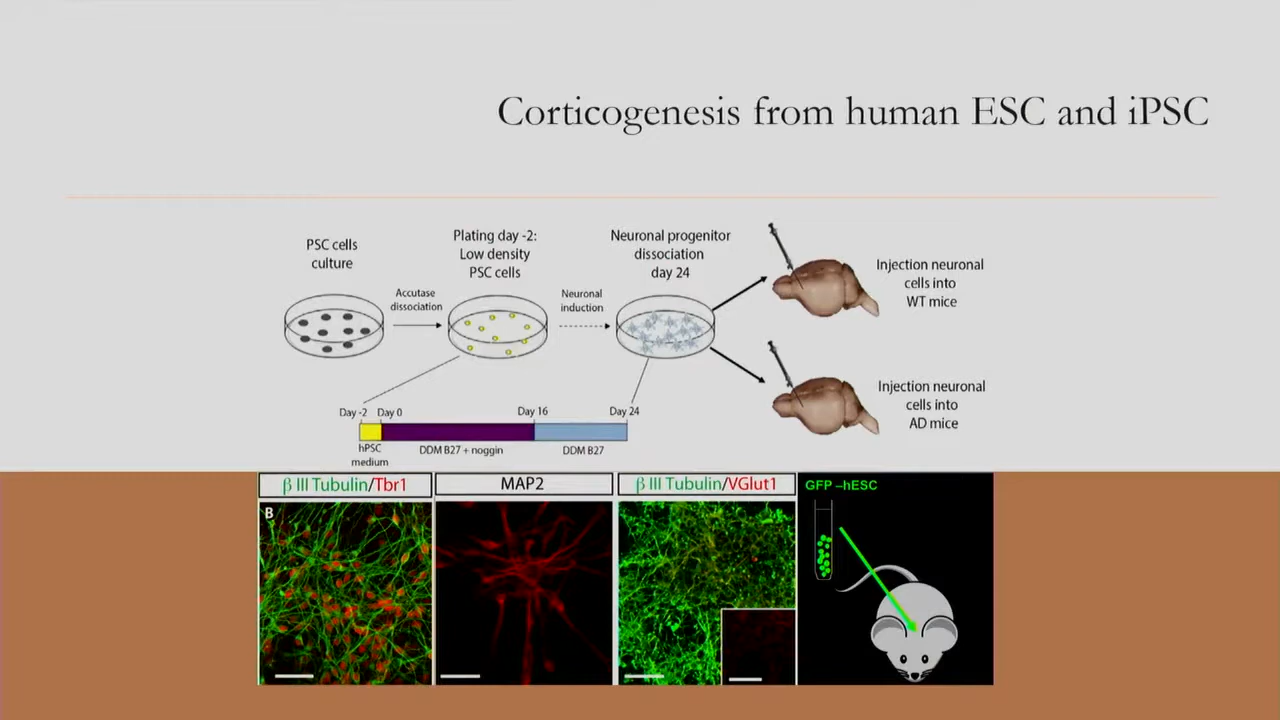 Corticogenesis from human ESC and iPSC
PSC cells
culture
Accutase
dissociation
Plating day -2:
Low density
PSC cells
Neuronal
induction
Neuronal progenitor
dissociation
day 24
Injection neuronal
cells into
WT mice
Injection neuronal
cells into
AD mice
Day -2 Day 0 Day 16 Day 24
hPSC
medium
DDM B27 + noggin
DDM B27
β III Tubulin/Tbr1
B
MAP2
β III Tubulin/VGlut1
GFP –hESC